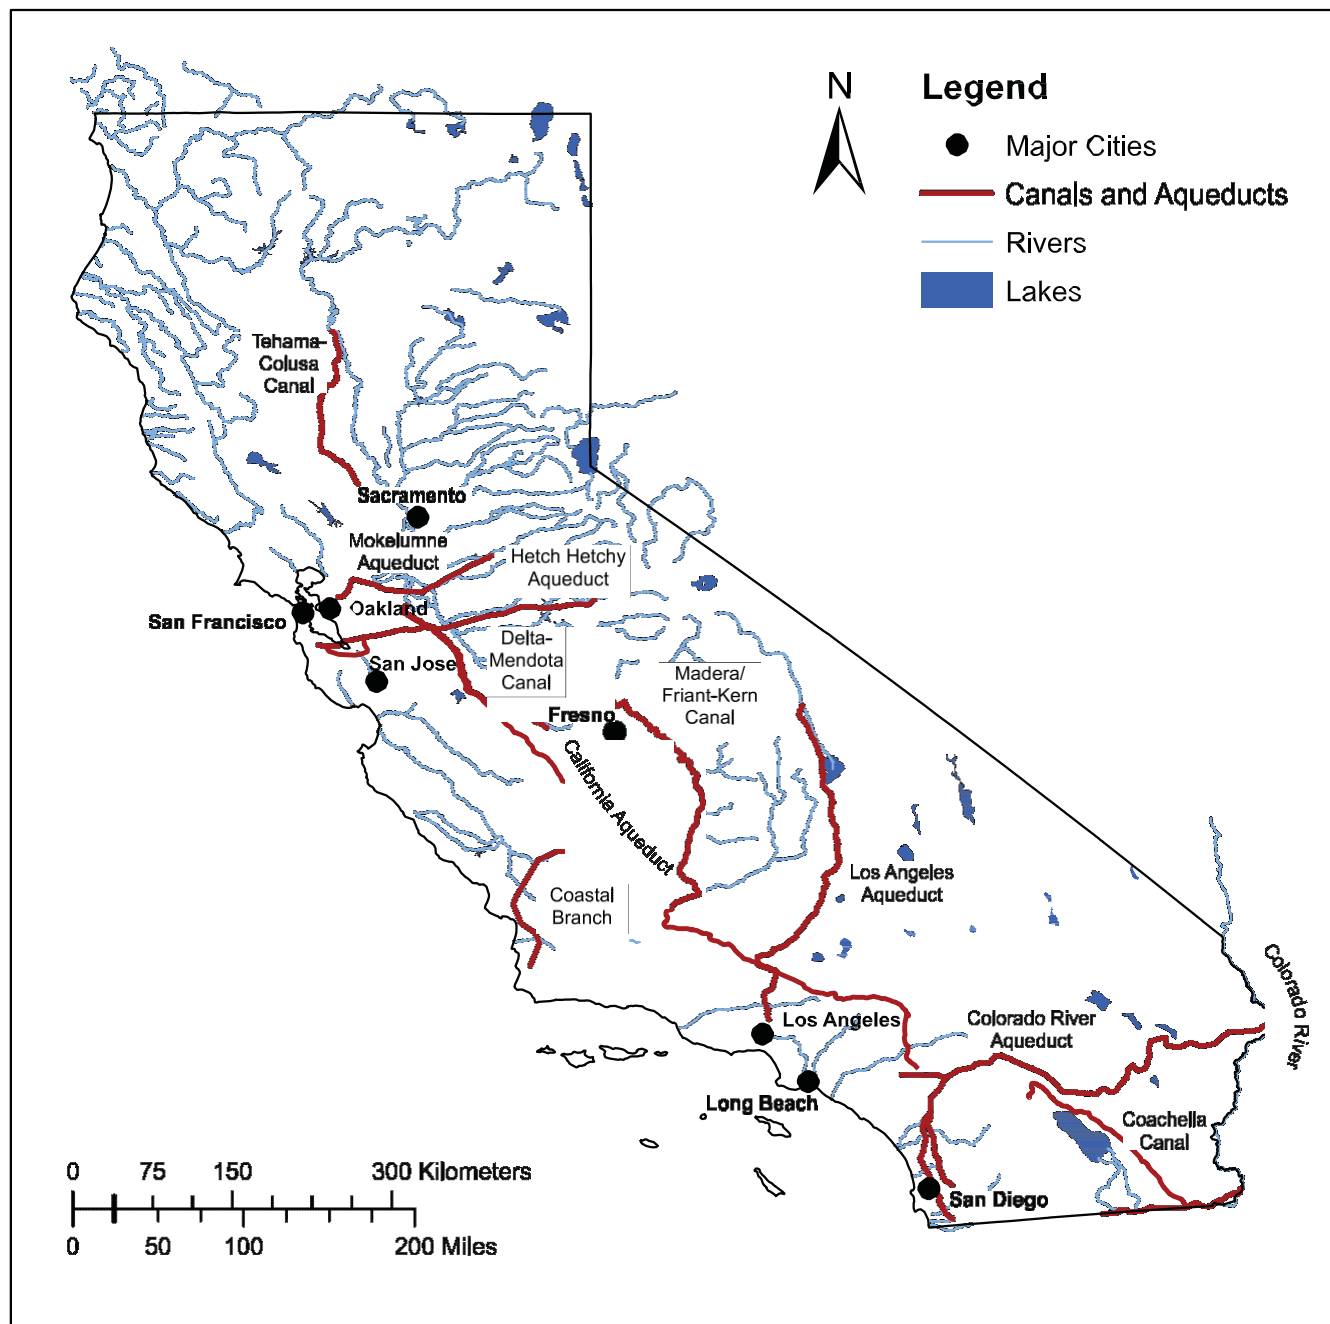 N
Legend
Major Cities
Canals and Aqueducts
Rivers
Lakes
Tehama-
Colusa
Canal
Sacramento
Mokelumne
Aqueduct
Hetch Hetchy
Aqueduct
San Francisco
Oakland
Delta-
Mendota
Canal
San Jose
Madera/
Friant-Kern
Canal
Fresno
California Aqueduct
Los Angeles
Aqueduct
Coastal
Branch
Colorado River
Los Angeles
Colorado River
Aqueduct
Long Beach
Coachella
Canal
San Diego
0 75 150 300 Kilometers
0 50 100 200 Miles